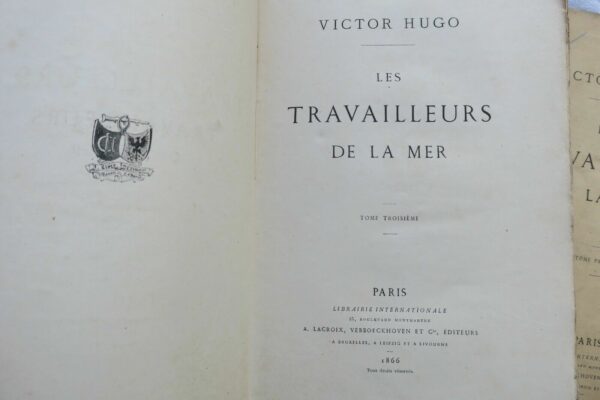 VICTOR HUGO
LES
TRAVAILLEURS
DE LA MER
TOME TROISIÈME
PARIS
LIBRAIRIE INTERNATIONALE
15, BOULEVARD MONTMARTRE
A. LACROIX, VERBOECKHOVEN ET Cie, ÉDITEURS
A BRUXELLES, A LEIPZIG ET A LIVOURNE
1866
Tous droits réservés.
PARIS